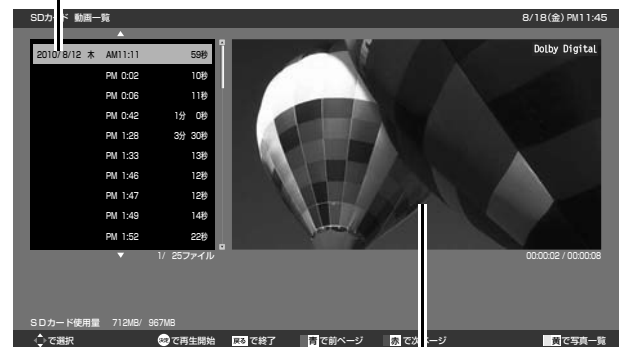 SDカード 動画一覧
8/18(金) PM11:45
2010/8/12 木 AM11:11 59秒
PM 0:02 10秒
PM 0:06 11秒
PM 0:42 1分 0秒
PM 1:28 3分 30秒
PM 1:33 13秒
PM 1:46 12秒
PM 1:47 12秒
PM 1:49 14秒
PM 1:52 22秒
1/ 25ファイル
Dolby Digital
00:00:02 / 00:00:08
SDカード使用量 712MB/ 967MB
で選択 決定 で再生開始 戻る で終了 青 で前ページ 赤 で次ページ 黄 で写真一覧